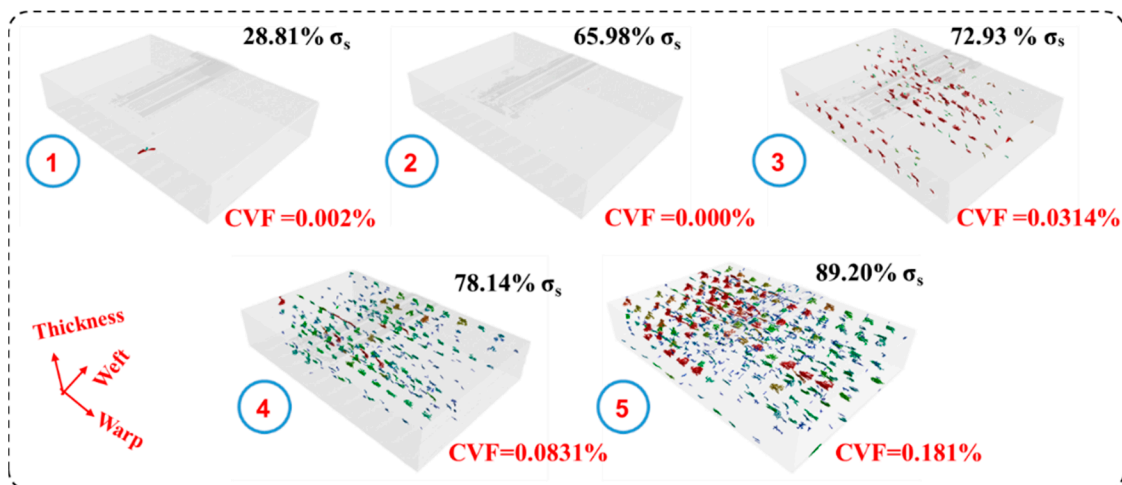 28.81% σs
65.98% σs
72.93 % σs
1
2
3
CVF =0.002%
CVF =0.000%
CVF =0.0314%
78.14% σs
89.20% σs
Thickness
Weft
Warp
4
5
CVF=0.0831%
CVF=0.181%